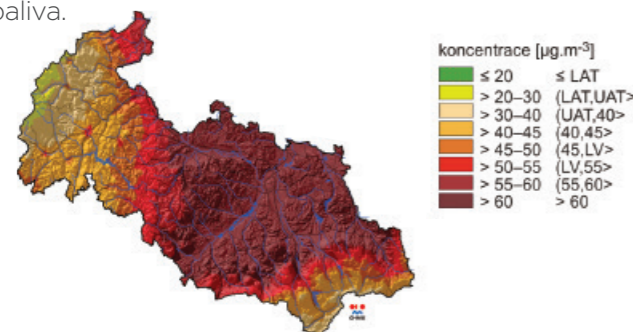 paliva.
koncentrace [µg.m-³]
≤ 20 ≤ LAT
> 20–30 (LAT,UAT>
> 30–40 (UAT,40>
> 40–45 (40,45>
> 45–50 (45,LV>
> 50–55 (LV,55>
> 55–60 (55,60>
> 60 > 60